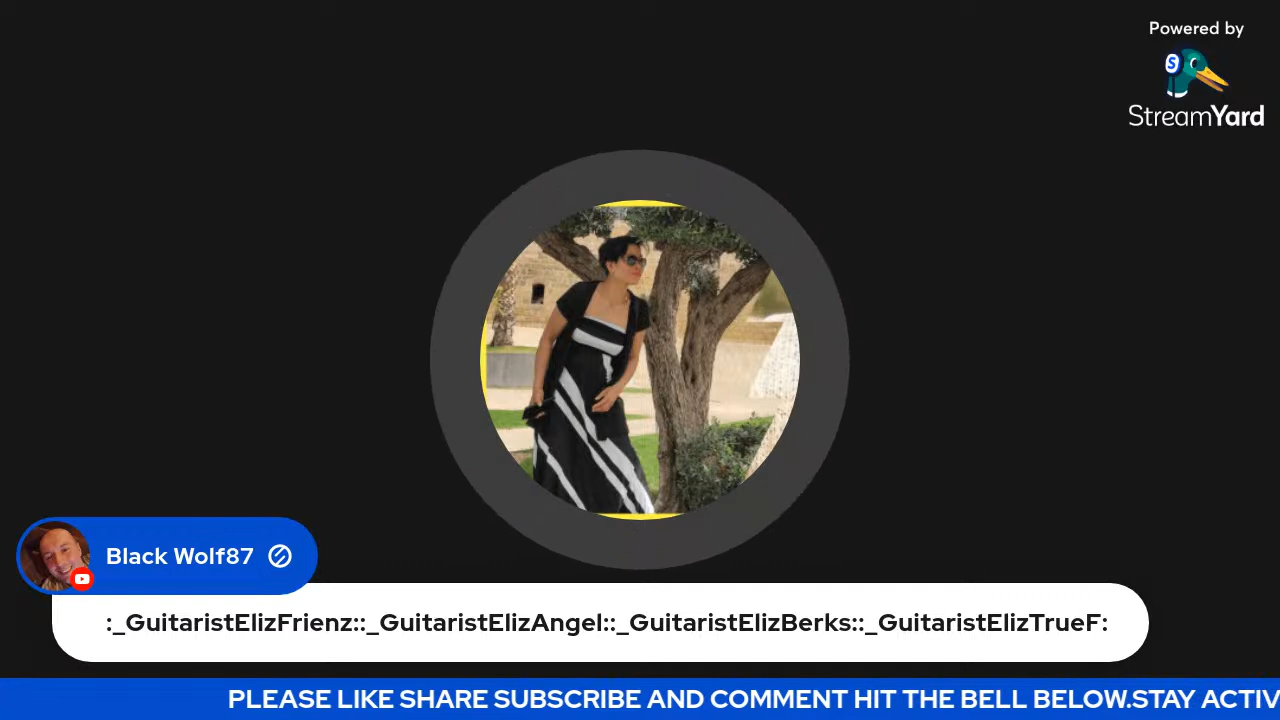 Powered by
S
StreamYard
Black Wolf87
:_GuitaristElizFrienz::_GuitaristElizAngel::_GuitaristElizBerks::_GuitaristElizTrueF:
PLEASE LIKE SHARE SUBSCRIBE AND COMMENT HIT THE BELL BELOW.STAY ACTIV